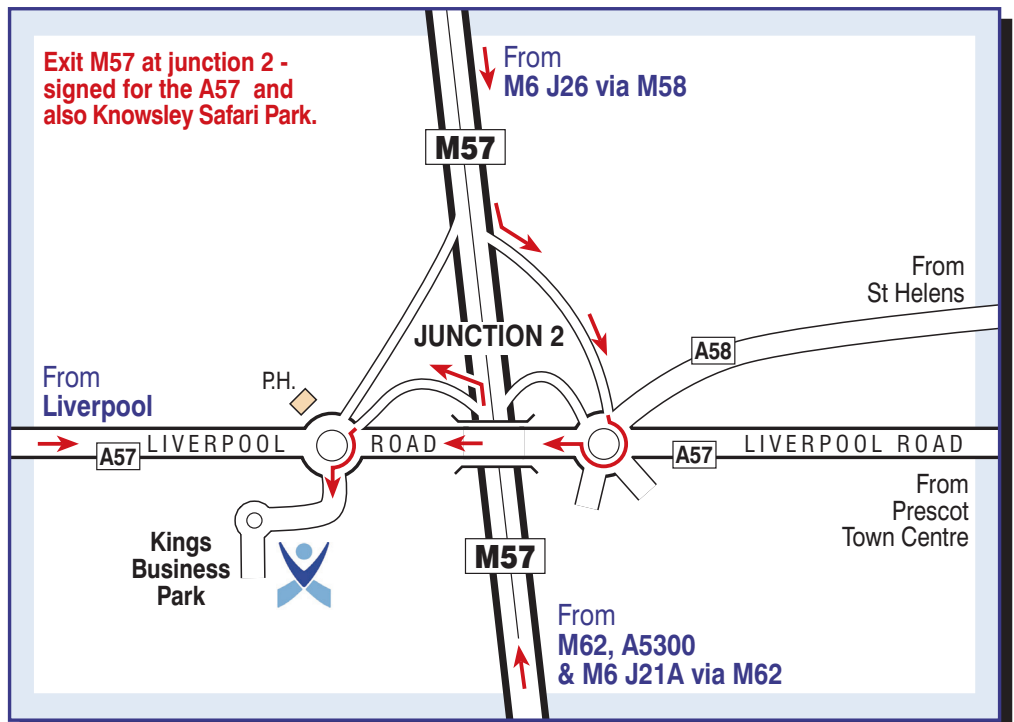 Exit M57 at junction 2 -
signed for the A57 and
also Knowsley Safari Park.
From
M6 J26 via M58
M57
From
St Helens
JUNCTION 2
A58
From
Liverpool
P.H.
A57
LIVERPOOL ROAD
A57
LIVERPOOL ROAD
From
Prescot
Town Centre
Kings
Business
Park
M57
From
M62, A5300
& M6 J21A via M62